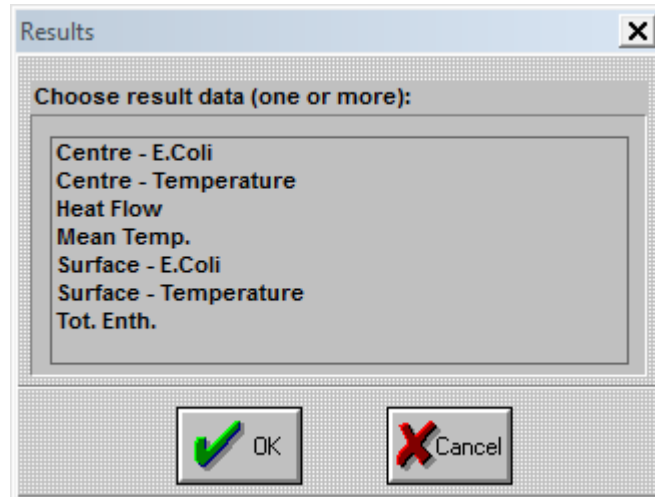 Results
Choose result data (one or more):
Centre - E.Coli
Centre - Temperature
Heat Flow
Mean Temp.
Surface - E.Coli
Surface - Temperature
Tot. Enth.
OK
Cancel